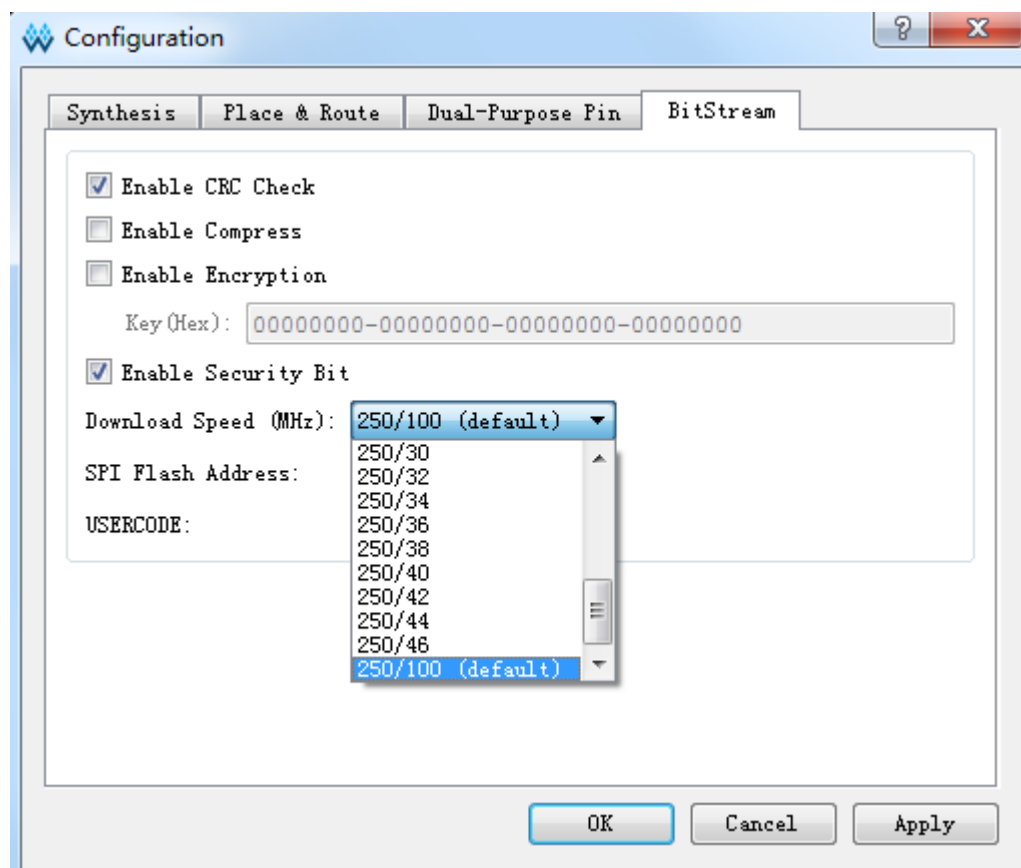 Configuration
Synthesis Place & Route Dual-Purpose Pin BitStream
Enable CRC Check
Enable Compress
Enable Encryption
Key(Hex): 00000000-00000000-00000000-00000000
Enable Security Bit
Download Speed (MHz): 250/100 (default)
250/30
SPI Flash Address: 250/32
250/34
USERCODE: 250/36
250/38
250/40
250/42
250/44
250/46
250/100 (default)
OK Cancel Apply